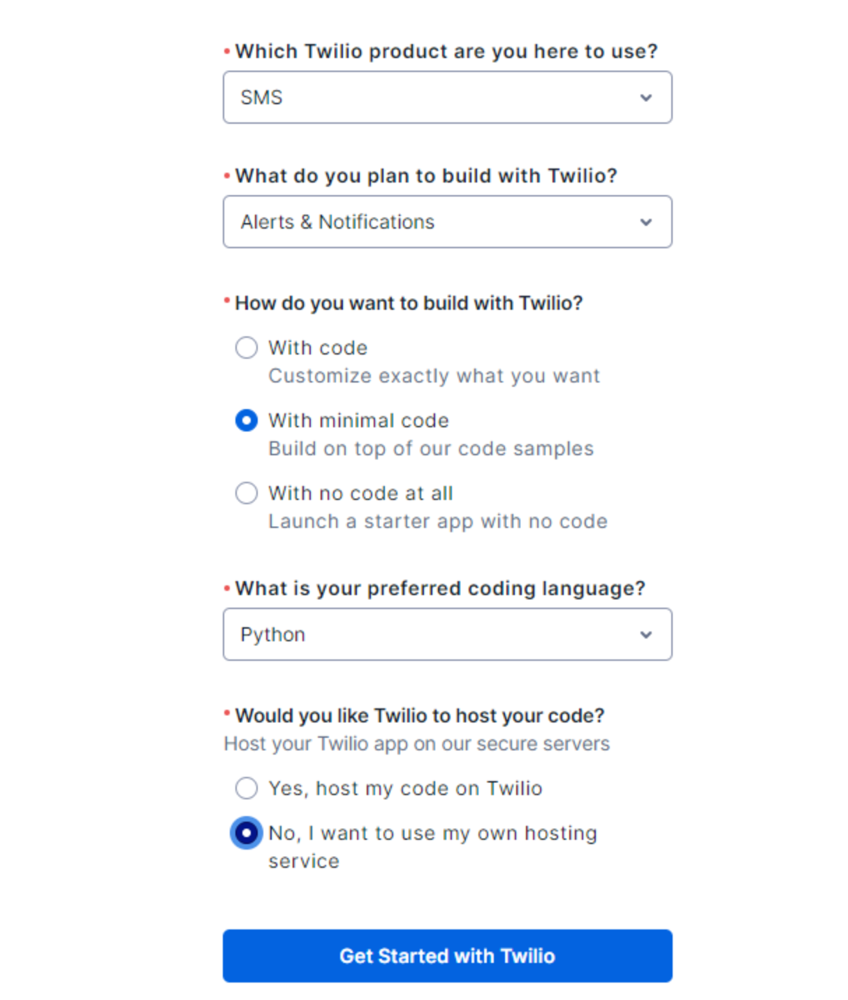 • Which Twilio product are you here to use?
SMS
• What do you plan to build with Twilio?
Alerts & Notifications
• How do you want to build with Twilio?
With code
Customize exactly what you want
With minimal code
Build on top of our code samples
With no code at all
Launch a starter app with no code
• What is your preferred coding language?
Python
• Would you like Twilio to host your code?
Host your Twilio app on our secure servers
Yes, host my code on Twilio
No, I want to use my own hosting
service
Get Started with Twilio